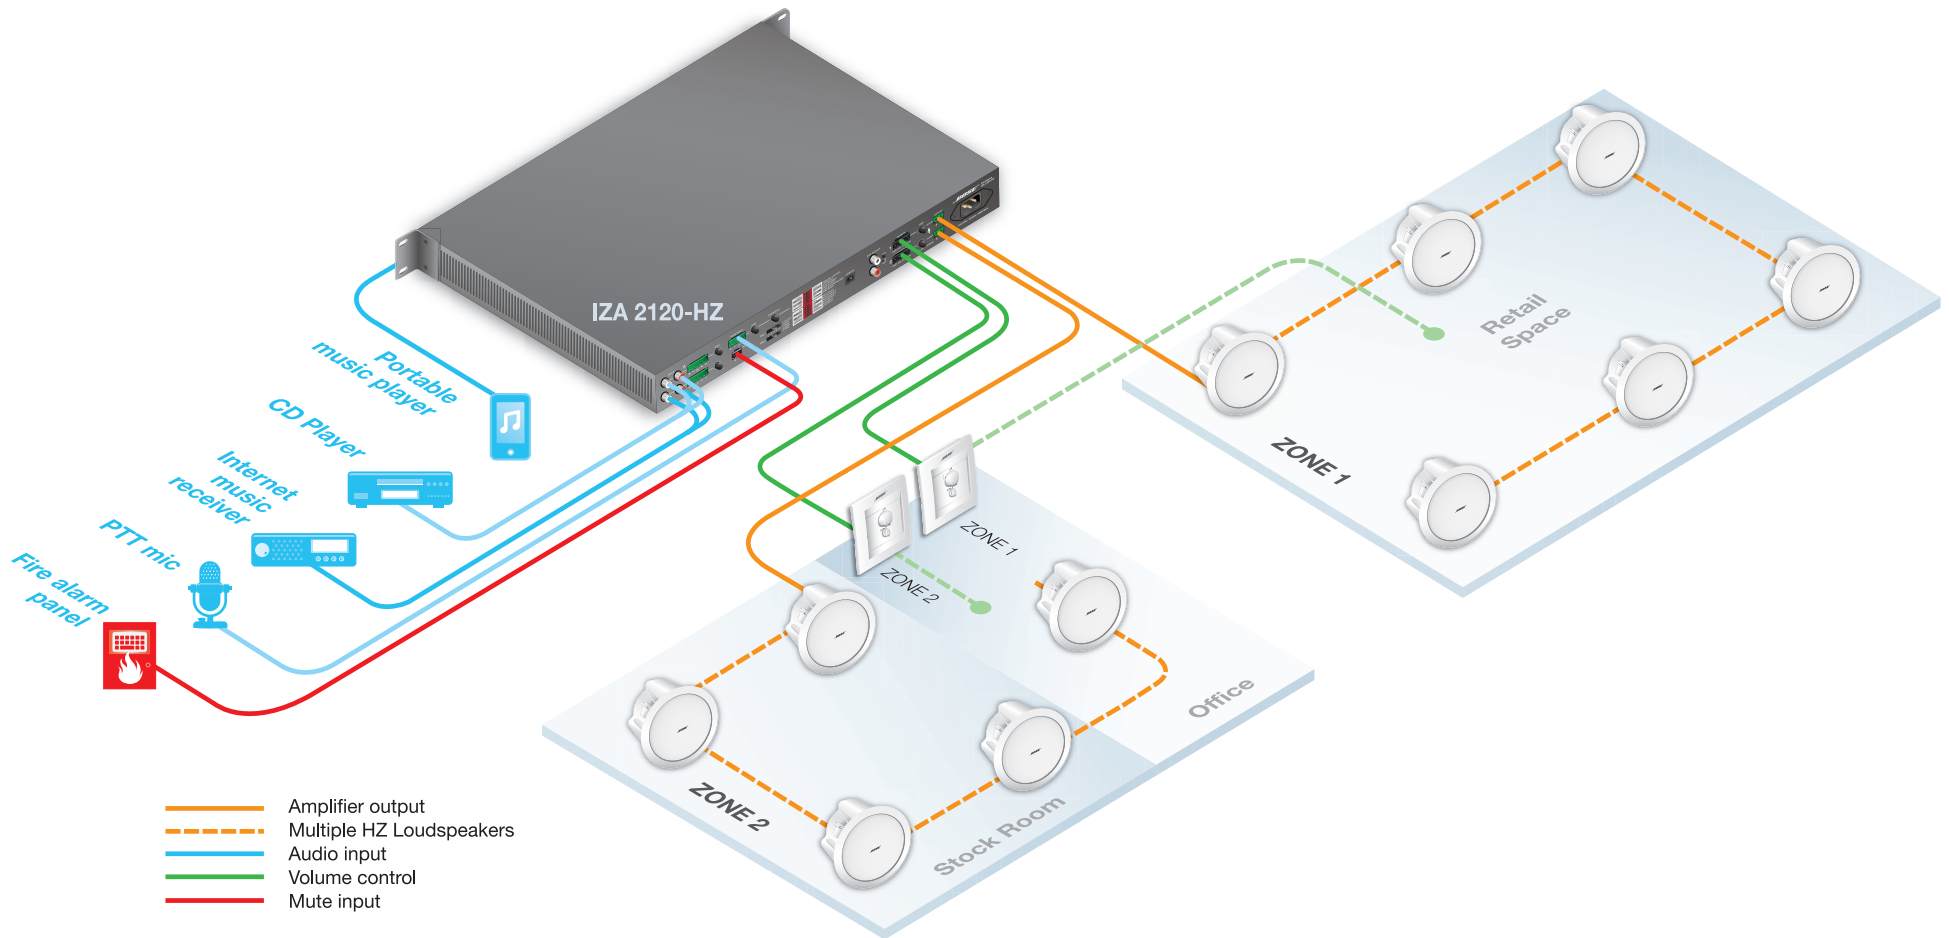 IZA 2120-HZ
Portable
music player
CD Player
Internet
music
receiver
PTT mic
Fire alarm
panel
Retail
Space
ZONE 1
ZONE 1
ZONE 2
Office
ZONE 2
Stock Room
Amplifier output
Multiple HZ Loudspeakers
Audio input
Volume control
Mute input